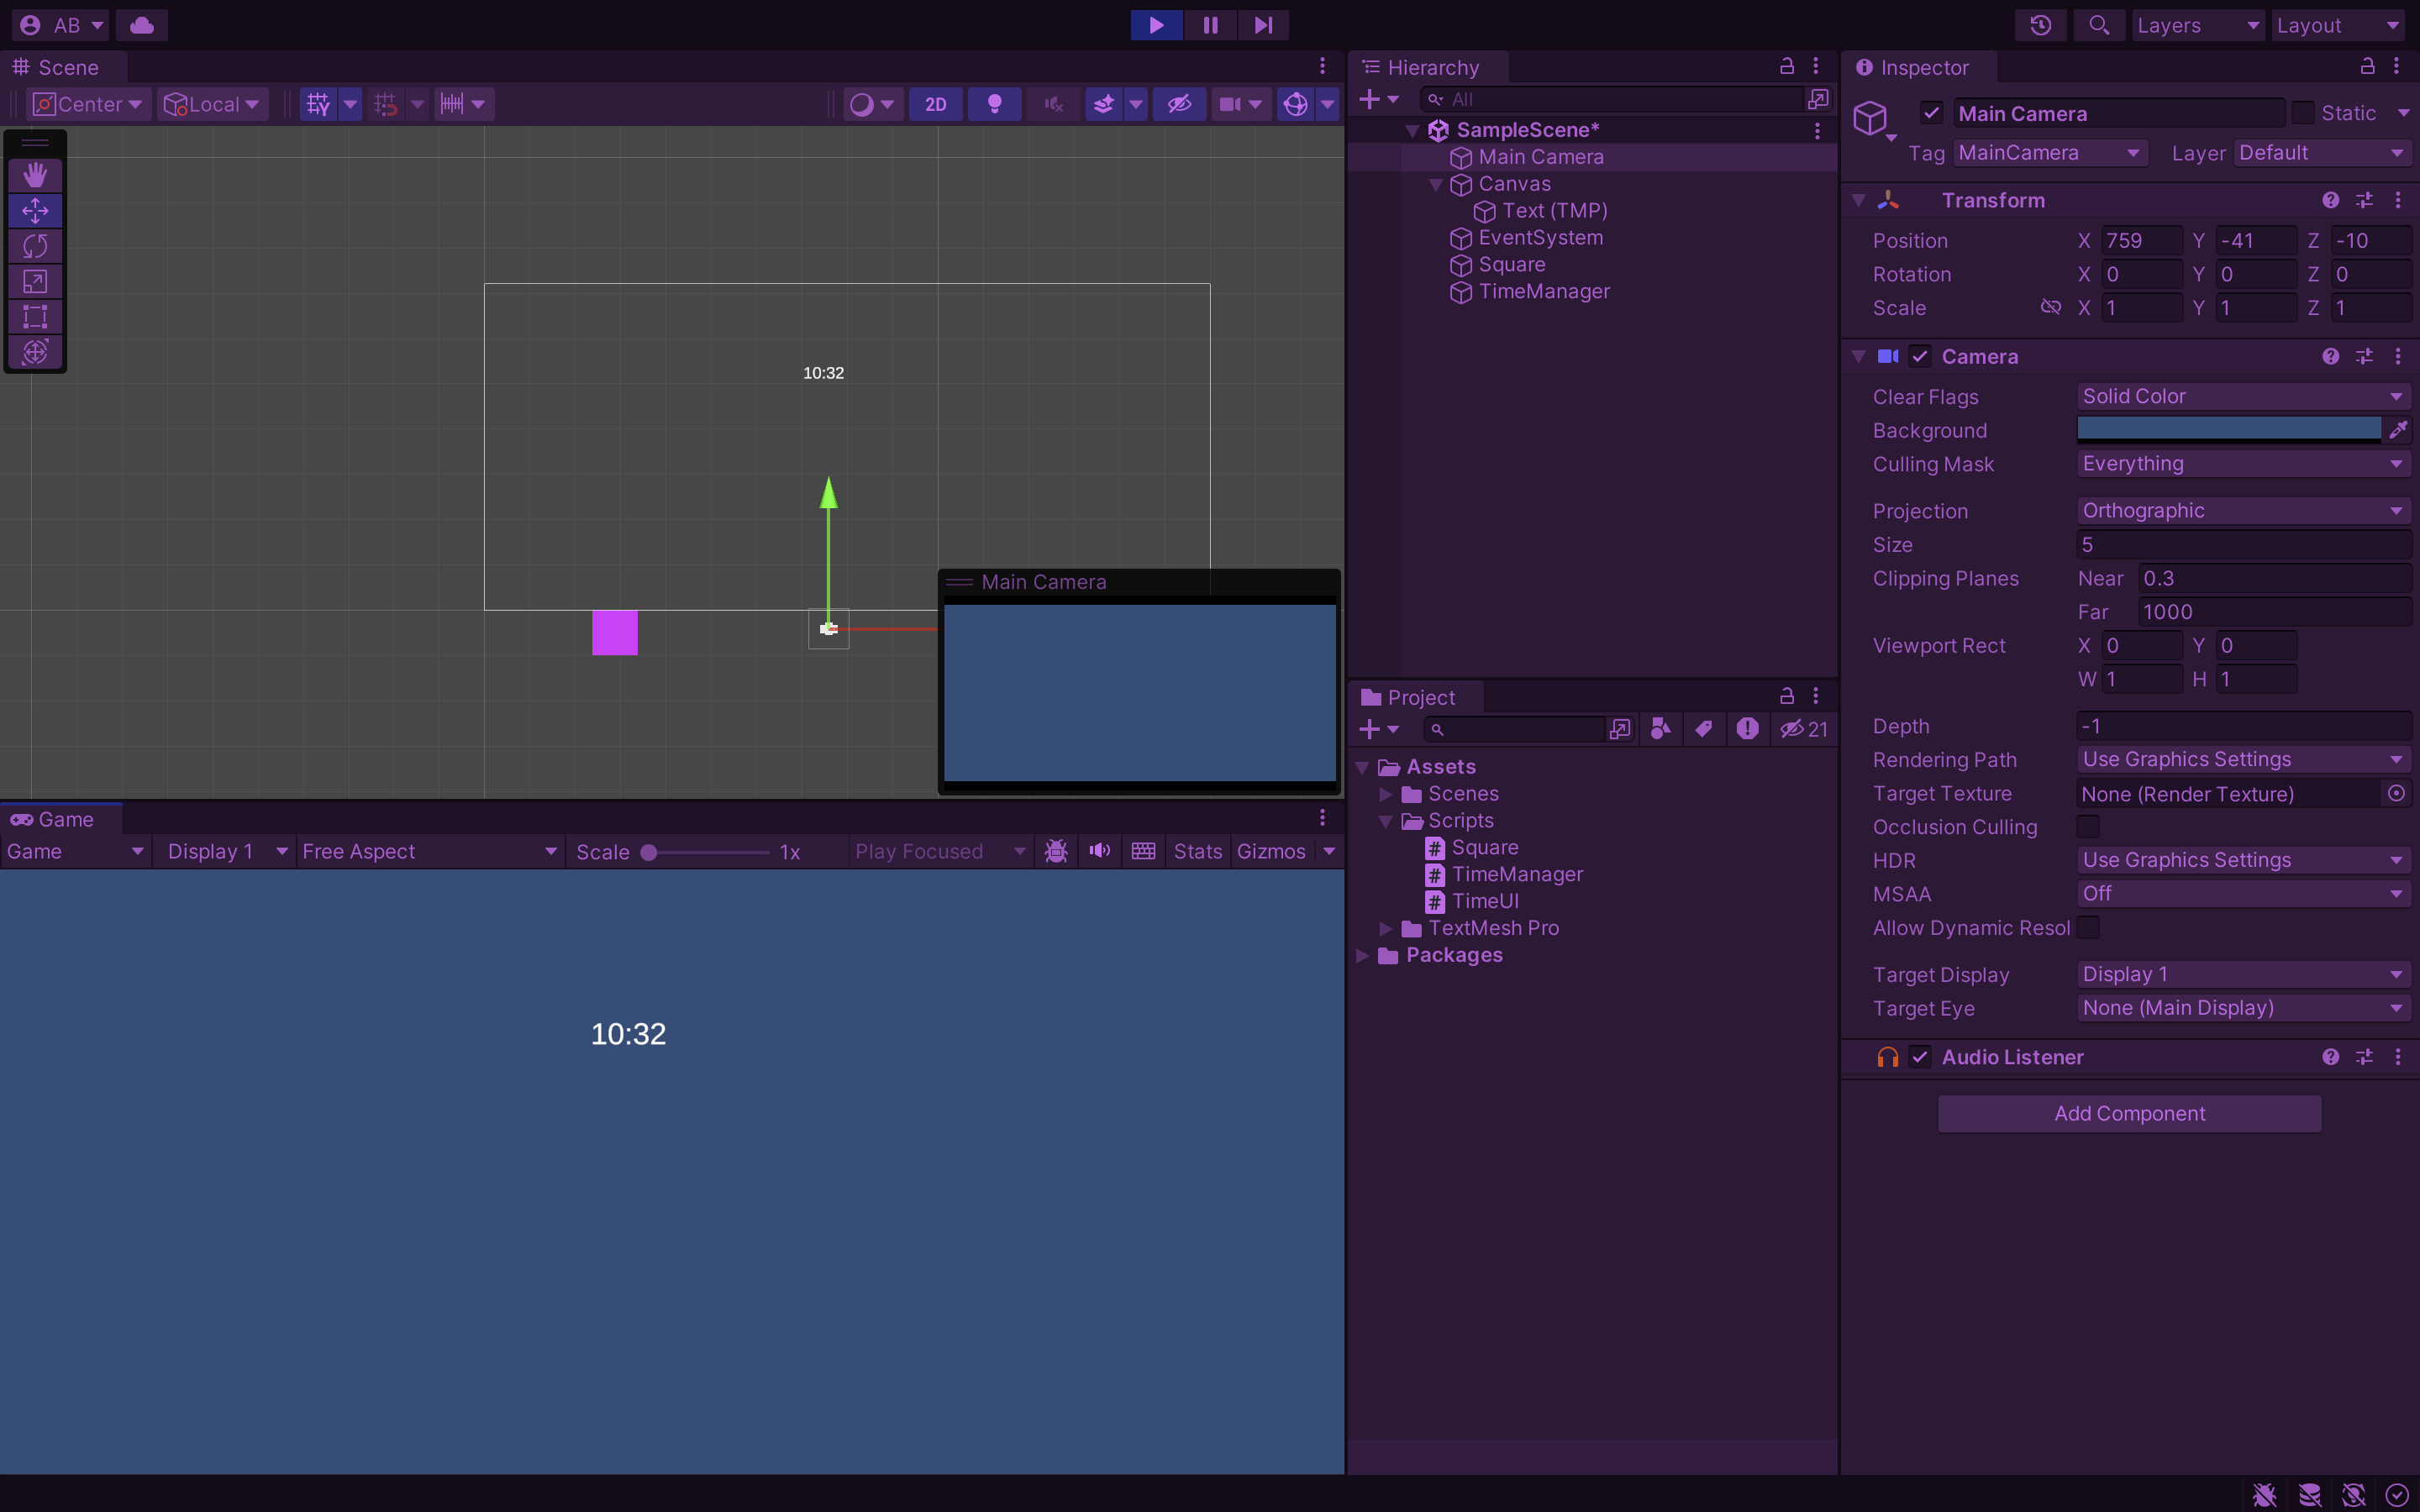 AB
Layers
Layout
Scene
Center
Local
2D
10:32
Main Camera
Game
Game
Display 1
Free Aspect
Scale
1x
Play Focused
Stats
Gizmos
10:32
Hierarchy
All
SampleScene*
Main Camera
Canvas
Text (TMP)
EventSystem
Square
TimeManager
Project
21
Assets
Scenes
Scripts
Square
TimeManager
TimeUI
TextMesh Pro
Packages
Inspector
Main Camera
Static
Tag MainCamera Layer Default
Transform
Position X 759 Y -41 Z -10
Rotation X 0 Y 0 Z 0
Scale X 1 Y 1 Z 1
Camera
Clear Flags Solid Color
Background
Culling Mask Everything
Projection Orthographic
Size 5
Clipping Planes Near 0.3
Far 1000
Viewport Rect X 0 Y 0
W 1 H 1
Depth -1
Rendering Path Use Graphics Settings
Target Texture None (Render Texture)
Occlusion Culling
HDR Use Graphics Settings
MSAA Off
Allow Dynamic Resol
Target Display Display 1
Target Eye None (Main Display)
Audio Listener
Add Component